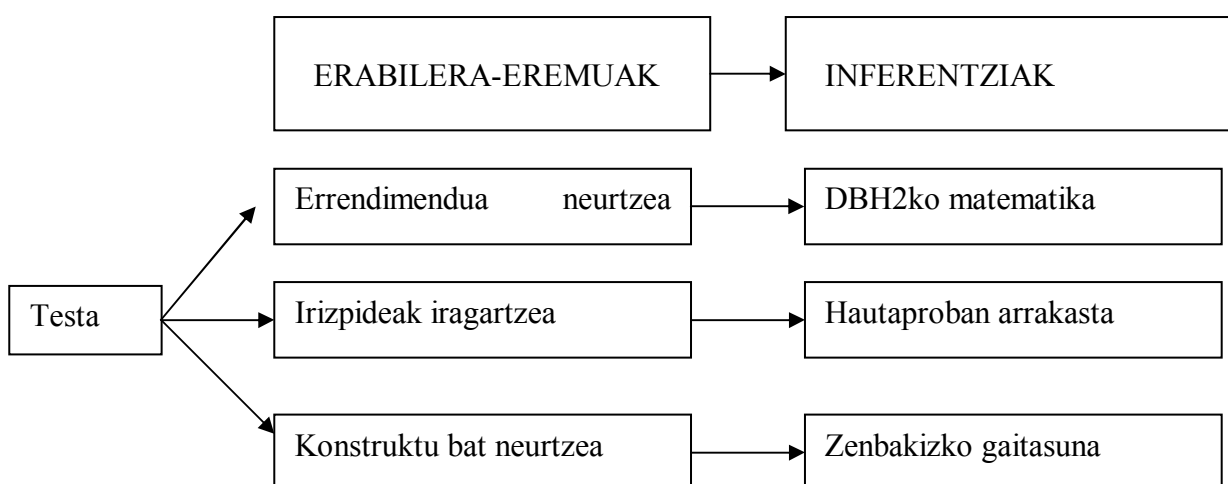 ERABILERA-EREMUAK
INFERENTZIAK
Errendimendua neurtzea
DBH2ko matematika
Testa
Irizpideak iragartzea
Hautaproban arrakasta
Konstruktu bat neurtzea
Zenbakizko gaitasuna